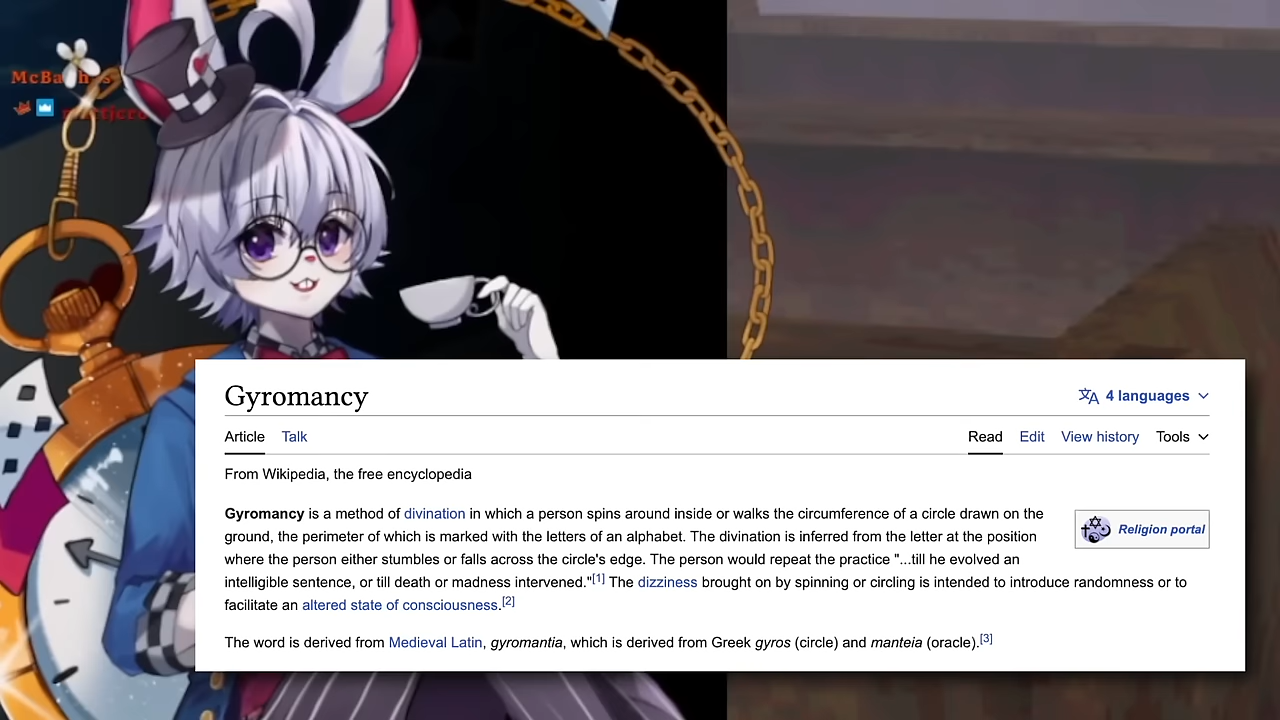 Gyromancy
4 languages
Article Talk
Read Edit View history Tools
From Wikipedia, the free encyclopedia
Gyromancy is a method of divination in which a person spins around inside or walks the circumference of a circle drawn on the
ground, the perimeter of which is marked with the letters of an alphabet. The divination is inferred from the letter at the position
where the person either stumbles or falls across the circle's edge. The person would repeat the practice "...till he evolved an
intelligible sentence, or till death or madness intervened."[1] The dizziness brought on by spinning or circling is intended to introduce randomness or to
facilitate an altered state of consciousness.[2]
Religion portal
The word is derived from Medieval Latin, gyromantia, which is derived from Greek gyros (circle) and manteia (oracle).[3]